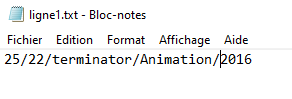 ligne1.txt - Bloc-notes
Fichier Edition Format Affichage Aide
25/22/terminator/Animation/2016